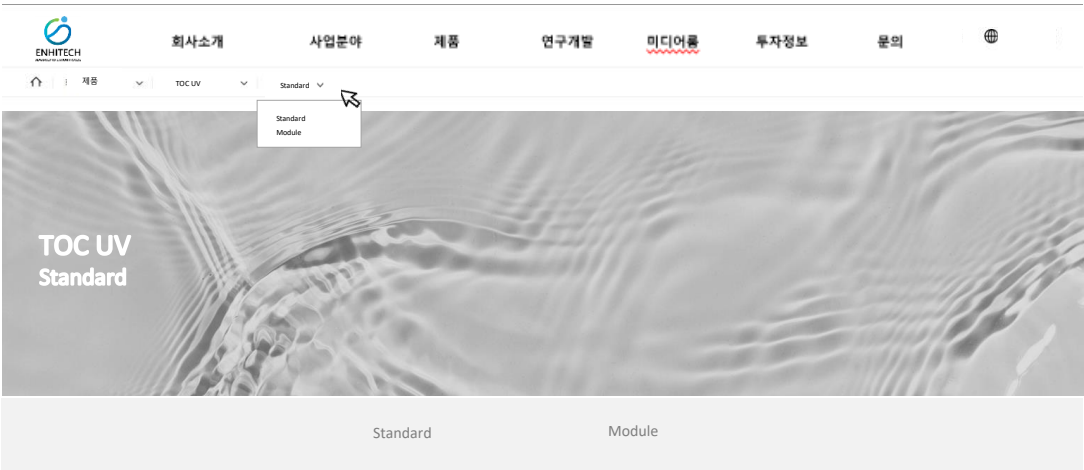 ENHITECH
회사소개 사업분야 제품 연구개발 미디어룸 투자정보 문의
제품 TOC UV Standard
Standard
Module
TOC UV
Standard
Standard Module